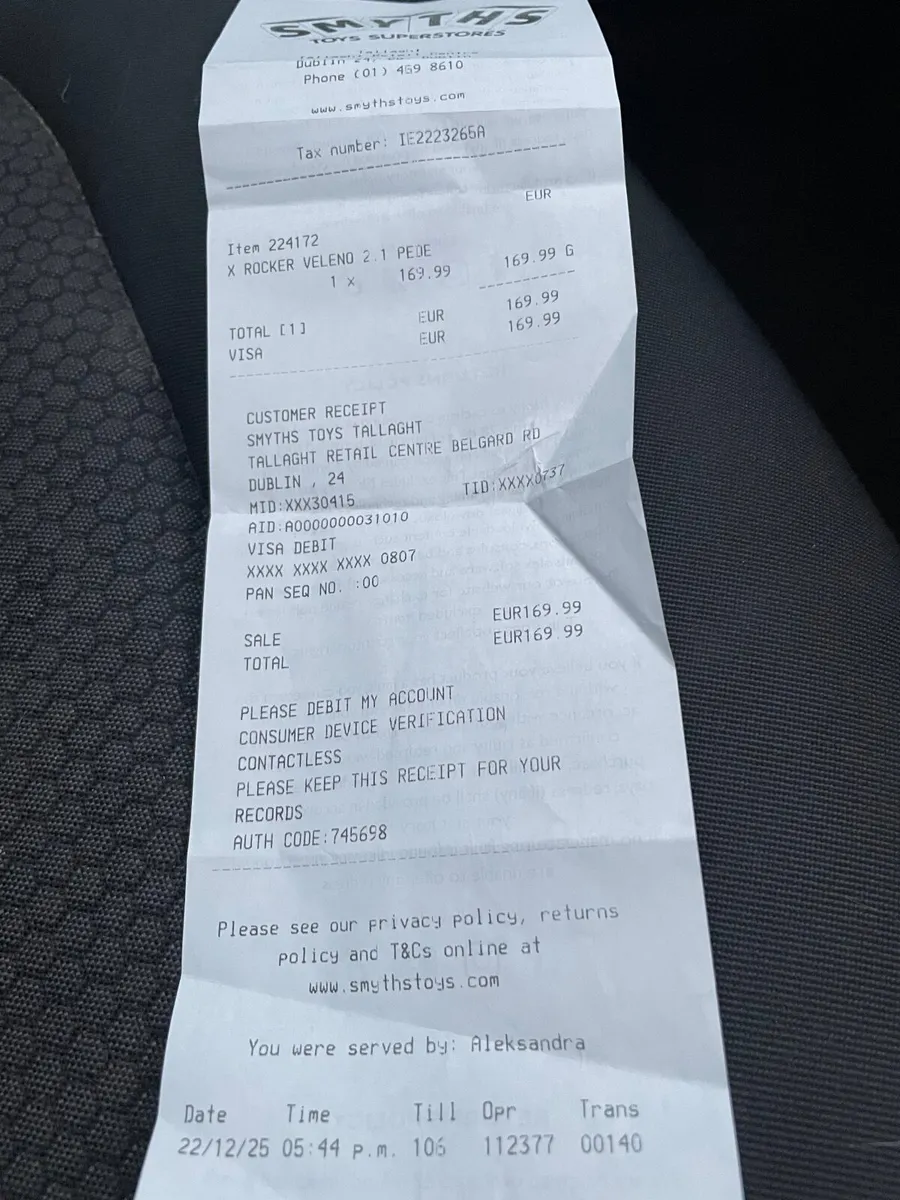 SMYTHS
TOYS SUPERSTORES
Dublin 24,
Phone (01) 459 8610
www.smythstoys.com
Tax number: IE2223265A
EUR
Item 224172
X ROCKER VELENO 2.1 PEDE
1 x 169.99 169.99 G
TOTAL [1] EUR 169.99
VISA EUR 169.99
CUSTOMER RECEIPT
SMYTHS TOYS TALLAGHT
TALLAGHT RETAIL CENTRE BELGARD RD
DUBLIN , 24
MID:XXX30415 TID:XXXX0737
AID:A0000000031010
VISA DEBIT
XXXX XXXX XXXX 0807
PAN SEQ NO. :00
SALE EUR169.99
TOTAL EUR169.99
PLEASE DEBIT MY ACCOUNT
CONSUMER DEVICE VERIFICATION
CONTACTLESS
PLEASE KEEP THIS RECEIPT FOR YOUR
RECORDS
AUTH CODE:745698
Please see our privacy policy, returns
policy and T&Cs online at
www.smythstoys.com
You were served by: Aleksandra
Date Time Till Opr Trans
22/12/25 05:44 p.m. 106 112377 00140